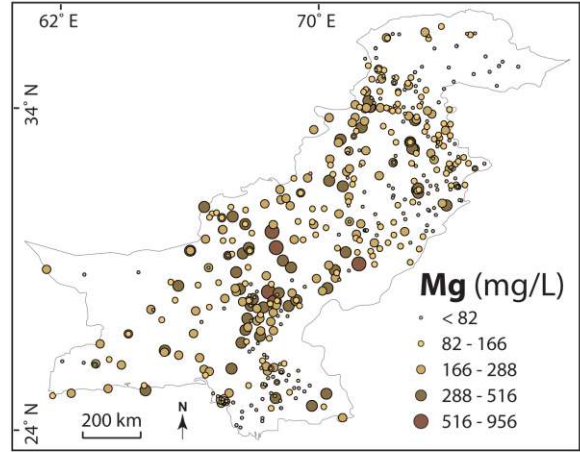 62° E
70° E
34° N
24° N
Mg (mg/L)
< 82
82 - 166
166 - 288
288 - 516
516 - 956
200 km
N